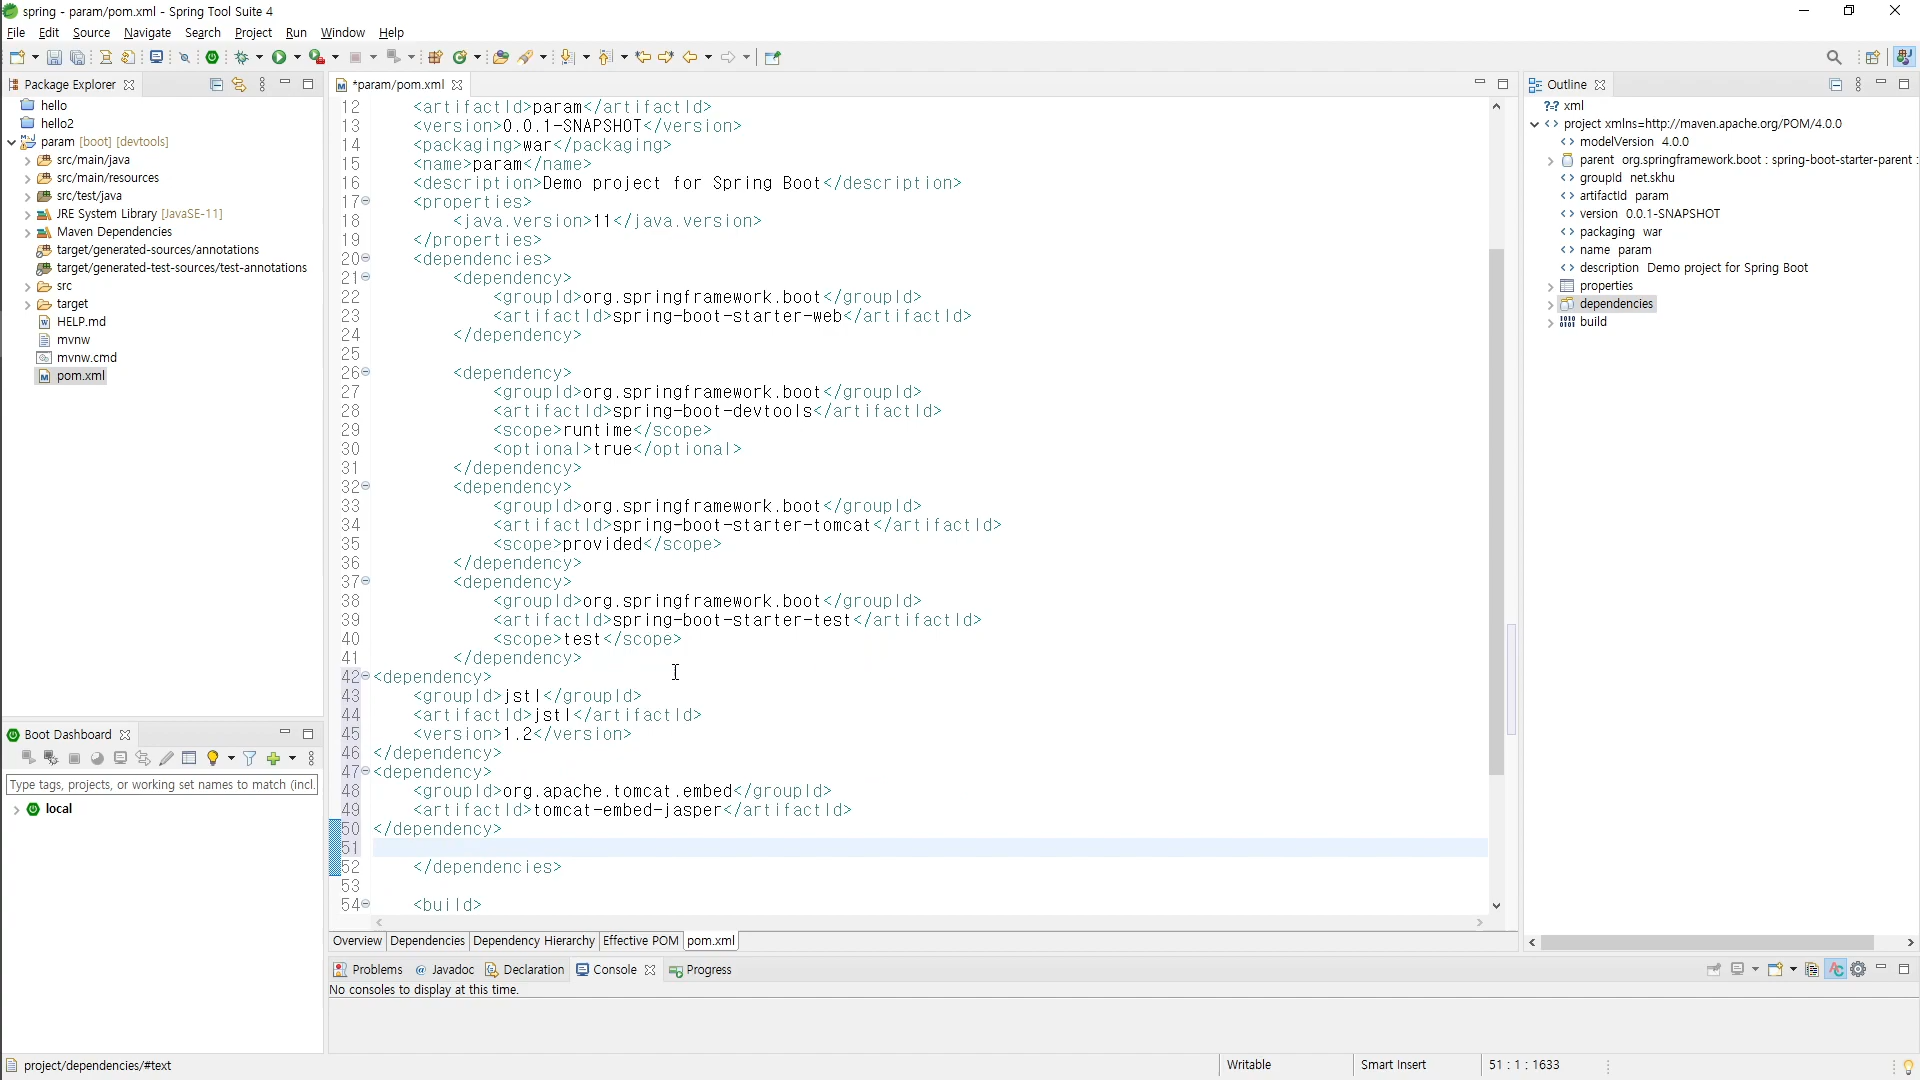 spring - param/pom.xml - Spring Tool Suite 4
File Edit Source Navigate Search Project Run Window Help
Package Explorer
hello
hello2
param [boot] [devtools]
src/main/java
src/main/resources
src/test/java
JRE System Library [JavaSE-11]
Maven Dependencies
target/generated-sources/annotations
target/generated-test-sources/test-annotations
src
target
HELP.md
mvnw
mvnw.cmd
pom.xml
Boot Dashboard
Type tags, projects, or working set names to match (incl.
local
*param/pom.xml
12 <artifactId>param</artifactId>
13 <version>0.0.1-SNAPSHOT</version>
14 <packaging>war</packaging>
15 <name>param</name>
16 <description>Demo project for Spring Boot</description>
17 <properties>
18 <java.version>11</java.version>
19 </properties>
20 <dependencies>
21 <dependency>
22 <groupId>org.springframework.boot</groupId>
23 <artifactId>spring-boot-starter-web</artifactId>
24 </dependency>
25
26 <dependency>
27 <groupId>org.springframework.boot</groupId>
28 <artifactId>spring-boot-devtools</artifactId>
29 <scope>runtime</scope>
30 <optional>true</optional>
31 </dependency>
32 <dependency>
33 <groupId>org.springframework.boot</groupId>
34 <artifactId>spring-boot-starter-tomcat</artifactId>
35 <scope>provided</scope>
36 </dependency>
37 <dependency>
38 <groupId>org.springframework.boot</groupId>
39 <artifactId>spring-boot-starter-test</artifactId>
40 <scope>test</scope>
41 </dependency>
42 <dependency>
43 <groupId>jstl</groupId>
44 <artifactId>jstl</artifactId>
45 <version>1.2</version>
46 </dependency>
47 <dependency>
48 <groupId>org.apache.tomcat.embed</groupId>
49 <artifactId>tomcat-embed-jasper</artifactId>
50 </dependency>
51
52 </dependencies>
53
54 <build>
Overview Dependencies Dependency Hierarchy Effective POM pom.xml
Problems @ Javadoc Declaration Console Progress
No consoles to display at this time.
Outline
?=? xml
project xmlns=http://maven.apache.org/POM/4.0.0
modelVersion 4.0.0
parent org.springframework.boot : spring-boot-starter-parent :
groupId net.skhu
artifactId param
version 0.0.1-SNAPSHOT
packaging war
name param
description Demo project for Spring Boot
properties
dependencies
build
project/dependencies/#text
Writable
Smart Insert
51 : 1 : 1633